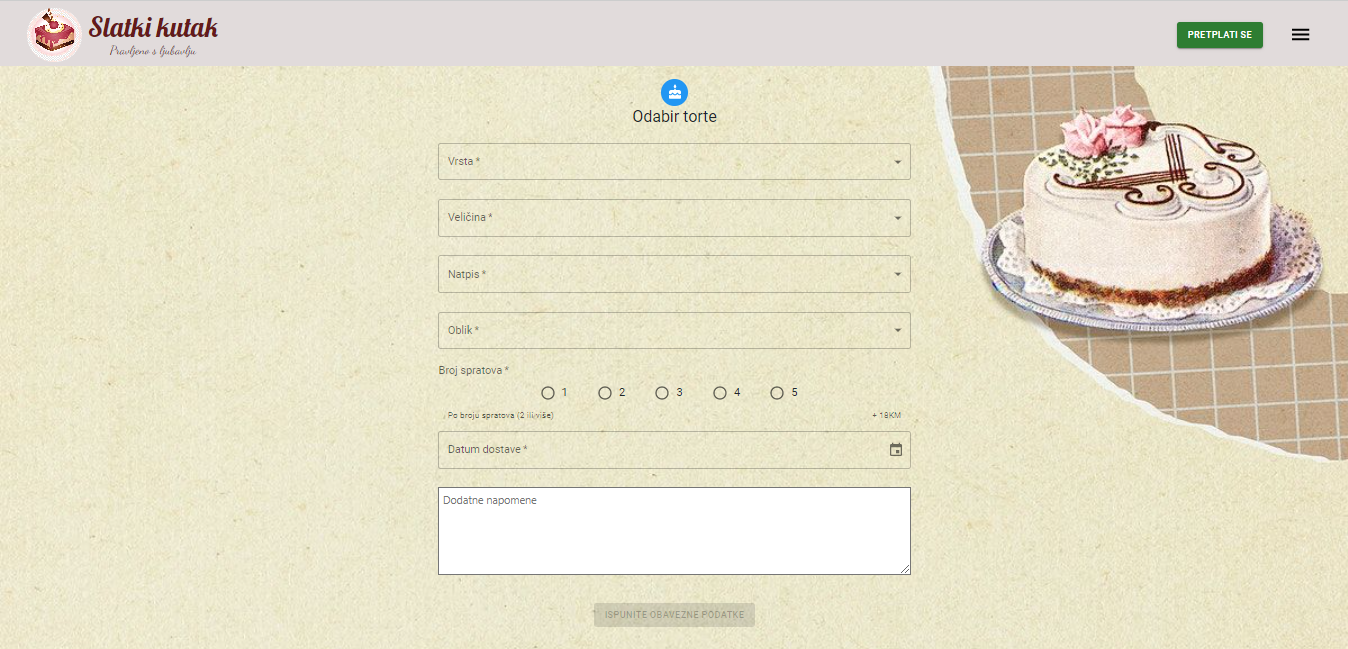 Slatki kutak
Pravljeno s ljubavlju
PRETPLATI SE
Odabir torte
Vrsta *
Veličina *
Natpis *
Oblik *
Broj spratova *
1 2 3 4 5
Po broju spratova (2 ili više) + 18KM
Datum dostave *
Dodatne napomene
ISPUNITE OBAVEZNE PODATKE